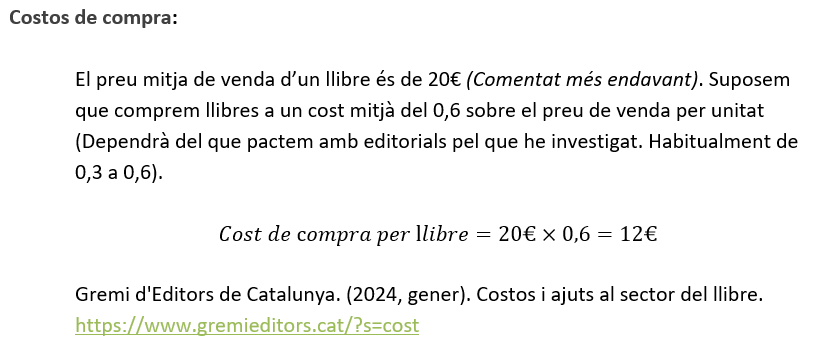 Costos de compra:
El preu mitja de venda d'un llibre és de 20€ (Comentat més endavant). Suposem
que comprem llibres a un cost mitjà del 0,6 sobre el preu de venda per unitat
(Dependrà del que pactem amb editorials pel que he investigat. Habitualment de
0,3 a 0,6).
Cost de compra per llibre = 20€ × 0,6 = 12€
Gremi d'Editors de Catalunya. (2024, gener). Costos i ajuts al sector del llibre.
https://www.gremieditors.cat/?s=cost